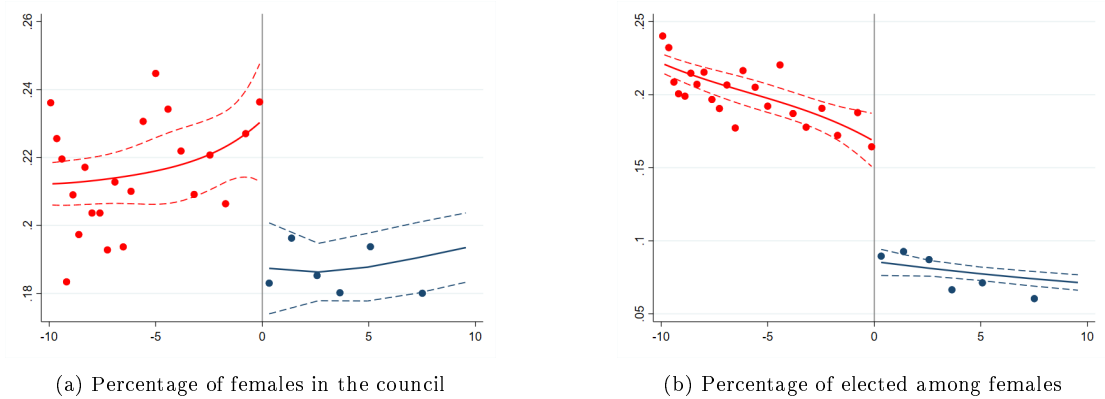 .26
.24
.22
.2
.18
-10 -5 0 5 10
(a) Percentage of females in the council
.25
.2
.15
.1
.05
-10 -5 0 5 10
(b) Percentage of elected among females